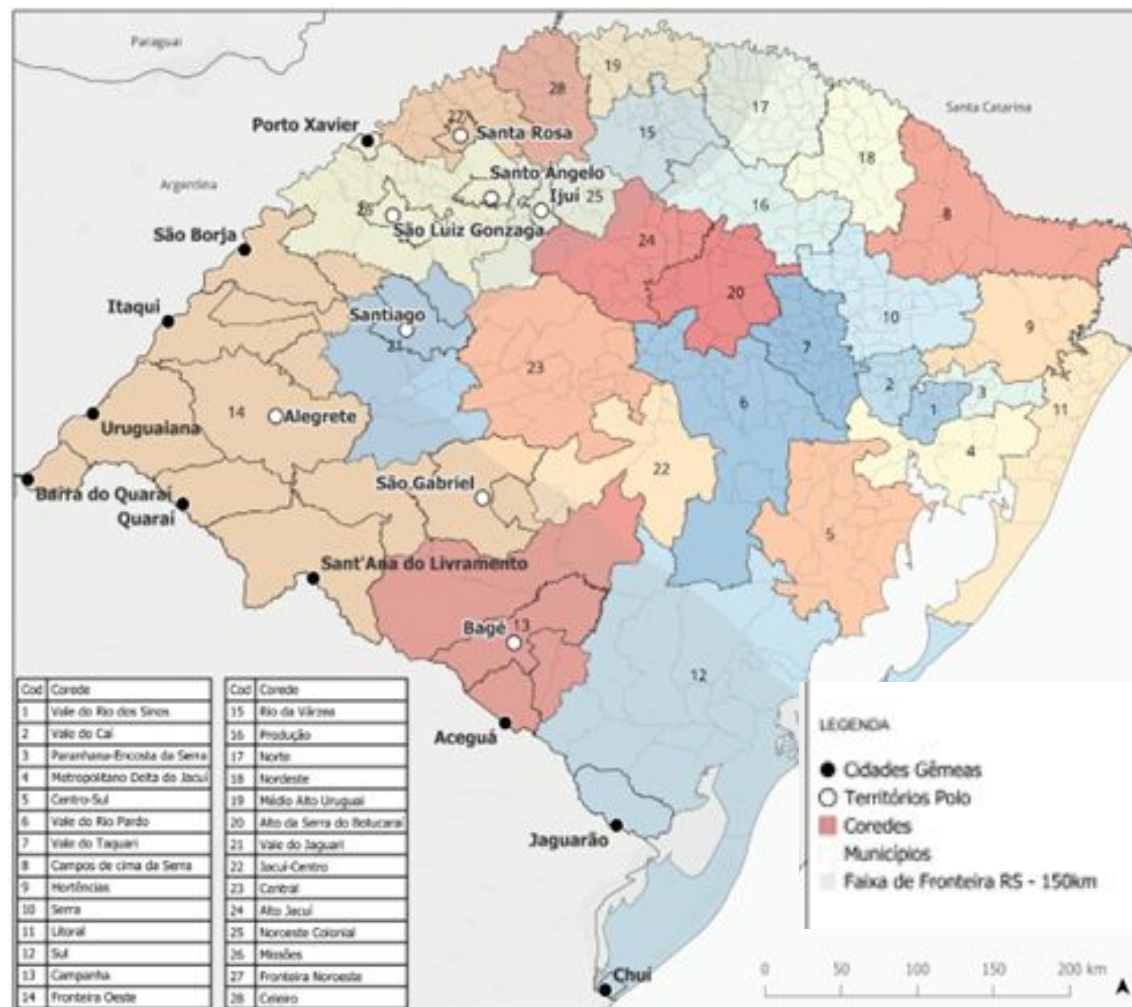 Paraguai
Santa Catarina
Argentina
19
28
17
27
15
18
Porto Xavier
Santa Rosa
Santo Ângelo
Ijuí
25
26
16
8
São Luiz Gonzaga
São Borja
24
20
Itaqui
Santiago
21
10
9
7
23
2
3
14
Alegrete
6
1
11
Uruguaiana
4
22
Barra do Quaraí
São Gabriel
Quaraí
5
Sant'Ana do Livramento
Bagé
13
12
Aceguá
Jaguarão
Chuí
Cod Corede
1 Vale do Rio dos Sinos
2 Vale do Caí
3 Paranhana-Encosta da Serra
4 Metropolitano Delta do Jacuí
5 Centro-Sul
6 Vale do Rio Pardo
7 Vale do Taquari
8 Campos de cima da Serra
9 Hortências
10 Serra
11 Litoral
12 Sul
13 Campanha
14 Fronteira Oeste
Cod Corede
15 Rio da Várzea
16 Produção
17 Norte
18 Nordeste
19 Médio Alto Uruguai
20 Alto da Serra do Botucaraí
21 Vale do Jaguari
22 Jacuí-Centro
23 Central
24 Alto Jacuí
25 Noroeste Colonial
26 Missões
27 Fronteira Noroeste
28 Celeiro
LEGENDA
Cidades Gêmeas
Territórios Polo
Coredes
Municípios
Faixa de Fronteira RS - 150km
0 50 100 150 200 km